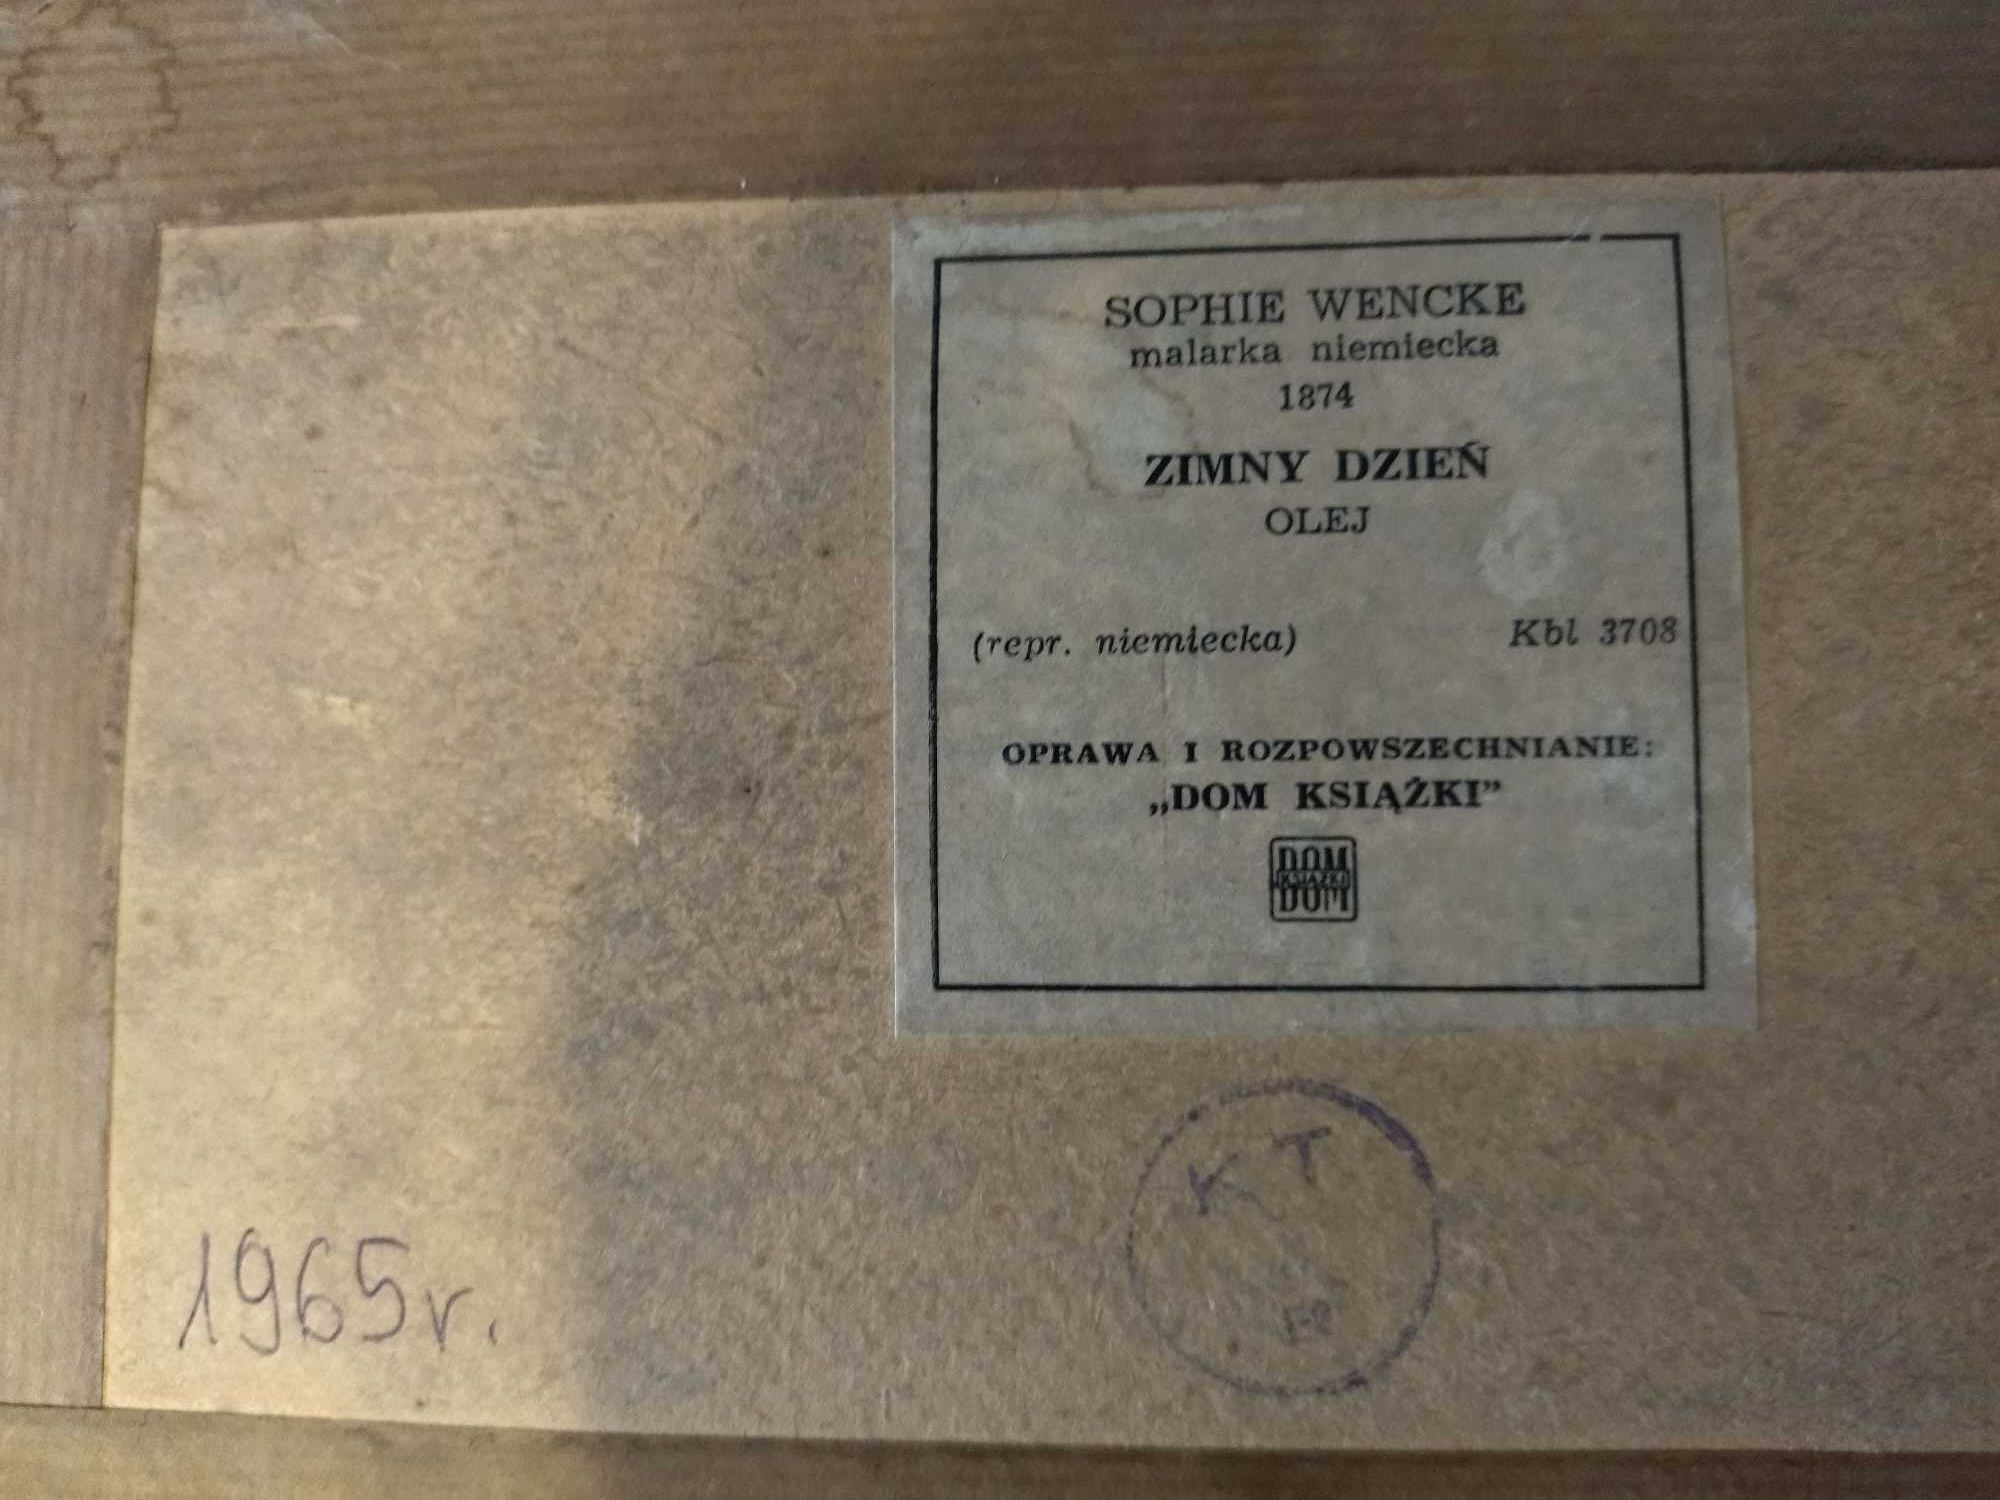 SOPHIE WENCKE
malarka niemiecka
1874
ZIMNY DZIEŃ
OLEJ
(repr. niemiecka) Kbl 3708
OPRAWA I ROZPOWSZECHNIANIE:
„DOM KSIĄŻKI”
DOM
KSIĄŻKI
DOM
K T
1965r.